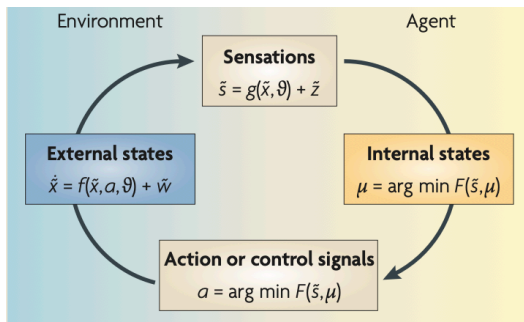 Environment
Agent
Sensations
s̃ = g(x̃,ϑ) + z̃
External states
x̃̇ = f(x̃,a,ϑ) + w̃
Internal states
μ = arg min F(s̃,μ)
Action or control signals
a = arg min F(s̃,μ)